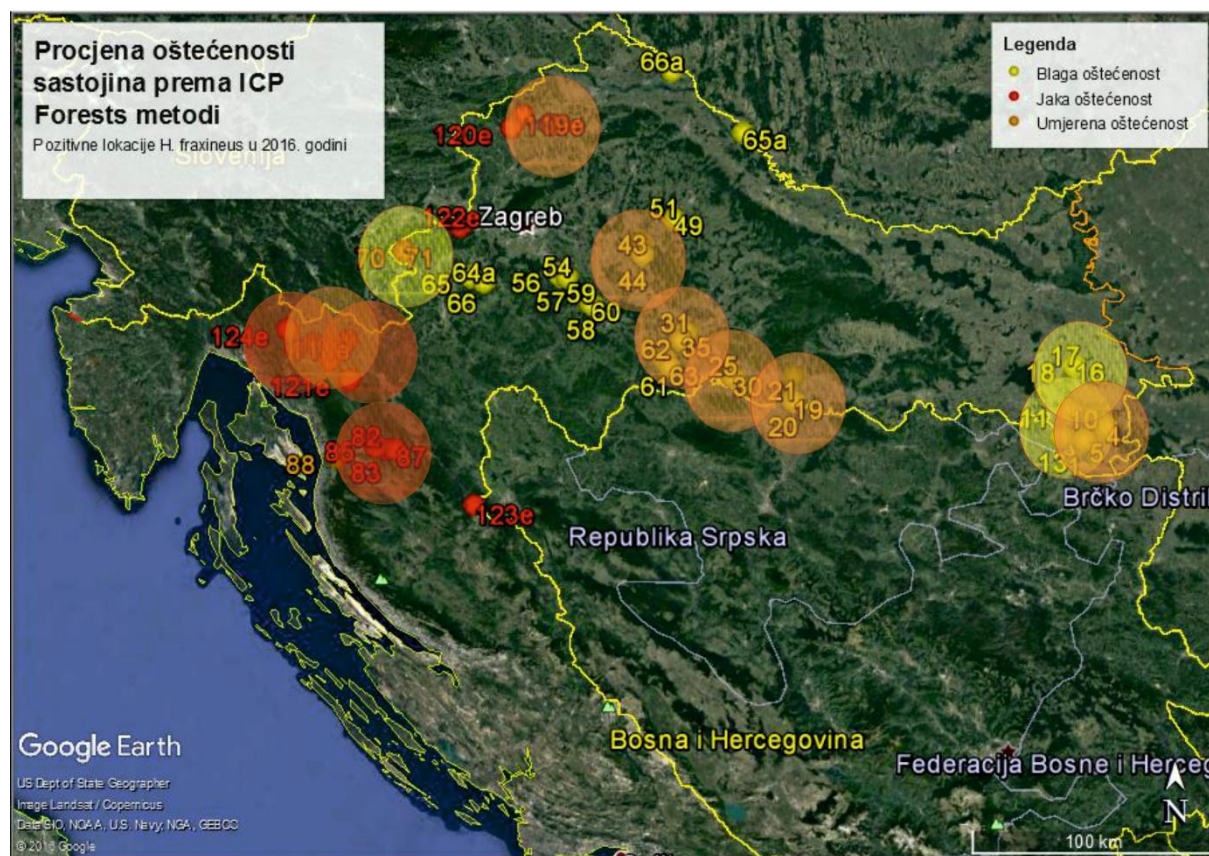 Procjena oštećenosti
sastojina prema ICP
Forests metodi
Pozitivne lokacije H. fraxineus u 2016. godini
Slovenija
Legenda
Blaga oštećenost
Jaka oštećenost
Umjerena oštećenost
66a
65a
120e
119e
122e
Zagreb
51
49
70
71
43
44
65
64a
66
54
56
57
59
60
58
124e
121e
31
62
35
61
63
25
30
21
19
20
17
18
16
11
10
4
5
13
82
86
87
83
88
123e
Brčko Distri
Republika Srpska
Bosna i Hercegovina
Federacija Bosne i Herceg
Google Earth
US Dept of State Geographer
Image Landsat / Copernicus
Data SIO, NOAA, U.S. Navy, NGA, GEBCO
© 2016 Google
N
100 km